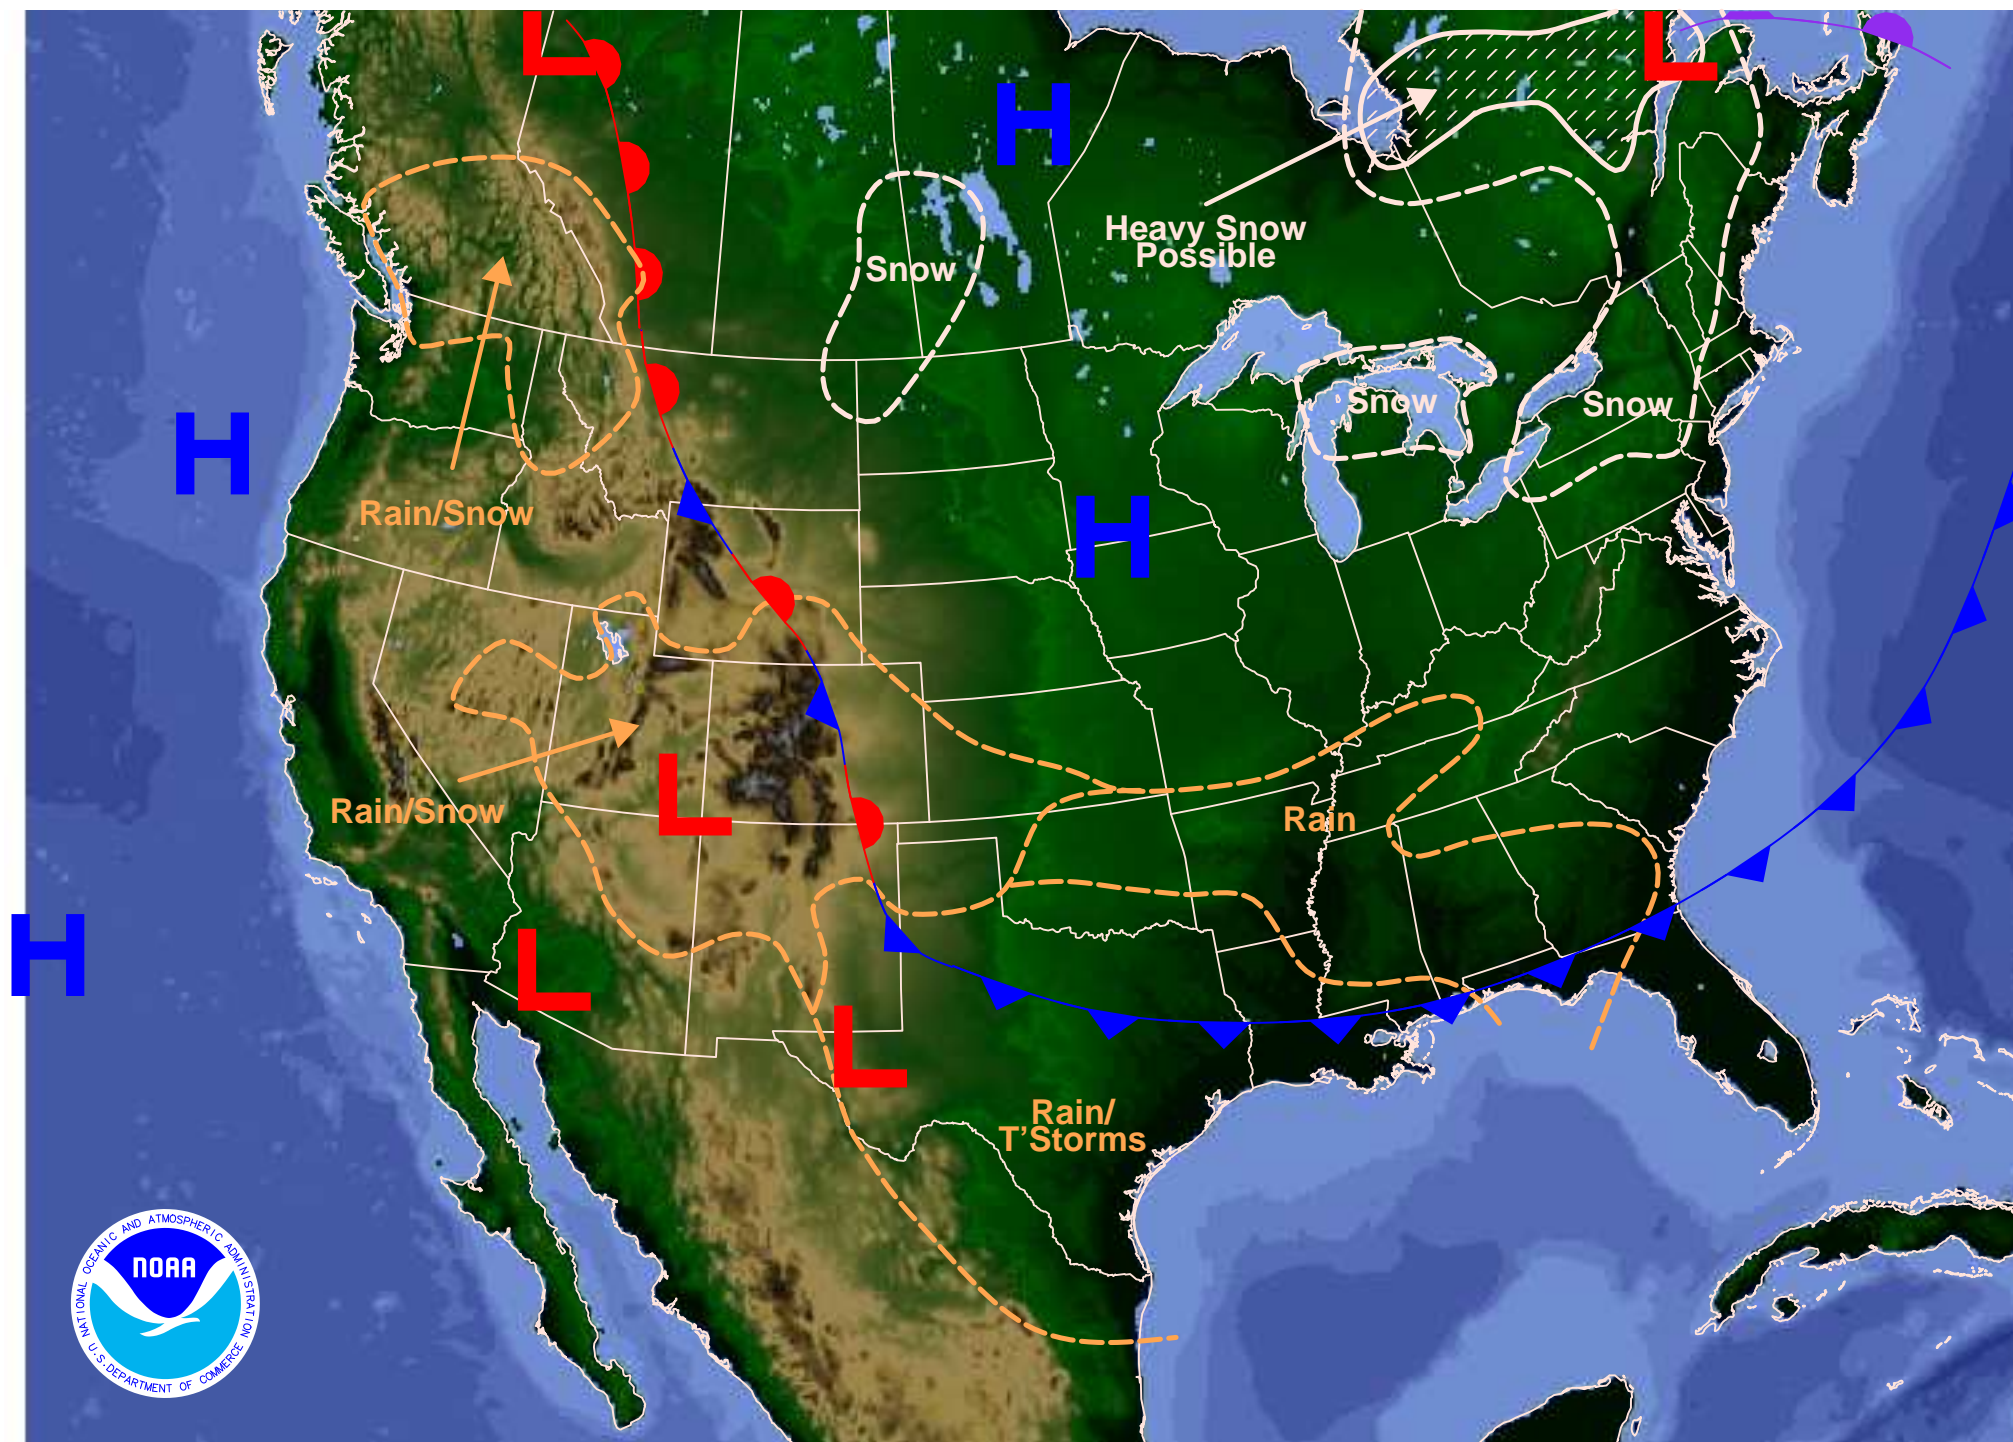 L
L
H
Heavy Snow
Possible
Snow
Snow
Snow
H
H
Rain/Snow
L
Rain/Snow
Rain
H
L
L
Rain/
T'Storms
NATIONAL OCEANIC AND ATMOSPHERIC ADMINISTRATION
NOAA
U.S. DEPARTMENT OF COMMERCE